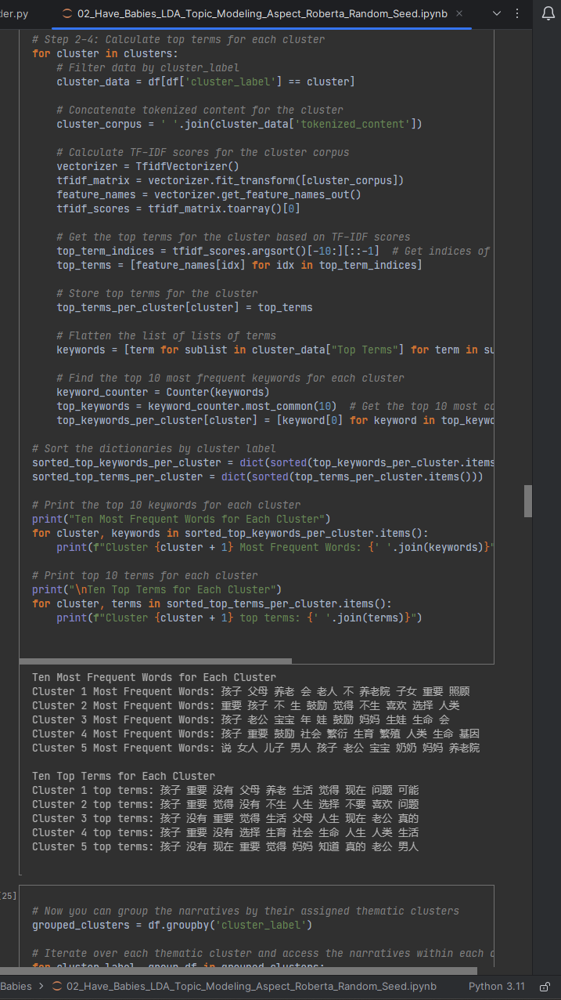 der.py
02_Have_Babies_LDA_Topic_Modeling_Aspect_Roberta_Random_Seed.ipynb
# Step 2-4: Calculate top terms for each cluster
for cluster in clusters:
# Filter data by cluster_label
cluster_data = df[df['cluster_label'] == cluster]
# Concatenate tokenized content for the cluster
cluster_corpus = ' '.join(cluster_data['tokenized_content'])
# Calculate TF-IDF scores for the cluster corpus
vectorizer = TfidfVectorizer()
tfidf_matrix = vectorizer.fit_transform([cluster_corpus])
feature_names = vectorizer.get_feature_names_out()
tfidf_scores = tfidf_matrix.toarray()[0]
# Get the top terms for the cluster based on TF-IDF scores
top_term_indices = tfidf_scores.argsort()[-10:][::-1]  # Get indices of
top_terms = [feature_names[idx] for idx in top_term_indices]
# Store top terms for the cluster
top_terms_per_cluster[cluster] = top_terms
# Flatten the list of lists of terms
keywords = [term for sublist in cluster_data["Top Terms"] for term in su
# Find the top 10 most frequent keywords for each cluster
keyword_counter = Counter(keywords)
top_keywords = keyword_counter.most_common(10)  # Get the top 10 most co
top_keywords_per_cluster[cluster] = [keyword[0] for keyword in top_keywo
# Sort the dictionaries by cluster label
sorted_top_keywords_per_cluster = dict(sorted(top_keywords_per_cluster.items
sorted_top_terms_per_cluster = dict(sorted(top_terms_per_cluster.items()))
# Print the top 10 keywords for each cluster
print("Ten Most Frequent Words for Each Cluster")
for cluster, keywords in sorted_top_keywords_per_cluster.items():
print(f"Cluster {cluster + 1} Most Frequent Words: {' '.join(keywords)}"
# Print top 10 terms for each cluster
print("\nTen Top Terms for Each Cluster")
for cluster, terms in sorted_top_terms_per_cluster.items():
print(f"Cluster {cluster + 1} top terms: {' '.join(terms)}")
Ten Most Frequent Words for Each Cluster
Cluster 1 Most Frequent Words: 孩子 父母 养老 会 老人 不 养老院 子女 重要 照顾
Cluster 2 Most Frequent Words: 重要 孩子 不 生 鼓励 觉得 不生 喜欢 选择 人类
Cluster 3 Most Frequent Words: 孩子 老公 宝宝 年 娃 鼓励 妈妈 生娃 生命 会
Cluster 4 Most Frequent Words: 孩子 重要 鼓励 社会 繁衍 生育 繁殖 人类 生命 基因
Cluster 5 Most Frequent Words: 说 女人 儿子 男人 孩子 老公 宝宝 奶奶 妈妈 养老院
Ten Top Terms for Each Cluster
Cluster 1 top terms: 孩子 重要 没有 父母 养老 生活 觉得 现在 问题 可能
Cluster 2 top terms: 孩子 重要 觉得 没有 不生 人生 选择 不要 喜欢 问题
Cluster 3 top terms: 孩子 没有 重要 觉得 生活 父母 人生 现在 老公 真的
Cluster 4 top terms: 孩子 重要 没有 选择 生育 社会 生命 人生 人类 生活
Cluster 5 top terms: 孩子 没有 现在 重要 觉得 妈妈 知道 真的 老公 男人
[25]
# Now you can group the narratives by their assigned thematic clusters
grouped_clusters = df.groupby('cluster_label')
# Iterate over each thematic cluster and access the narratives within each c
for cluster_label, group_df in grouped_clusters:
Babies > 02_Have_Babies_LDA_Topic_Modeling_Aspect_Roberta_Random_Seed.ipynb
Python 3.11